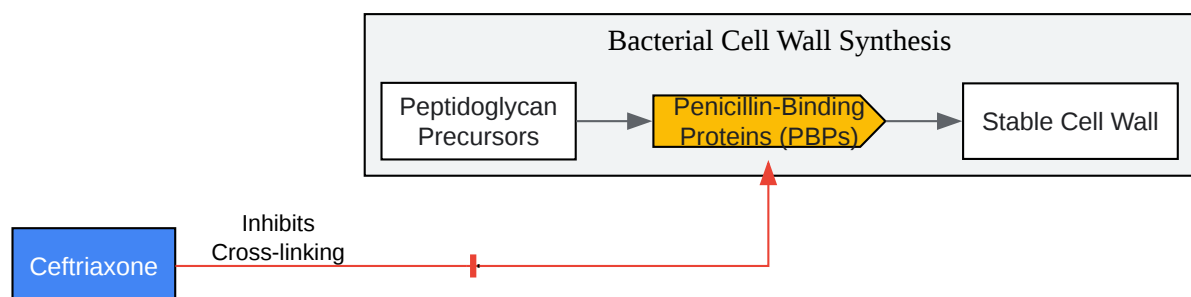 Bacterial Cell Wall Synthesis
Peptidoglycan
Precursors
Penicillin-Binding
Proteins (PBPs)
Stable Cell Wall
Inhibits
Cross-linking
Ceftriaxone